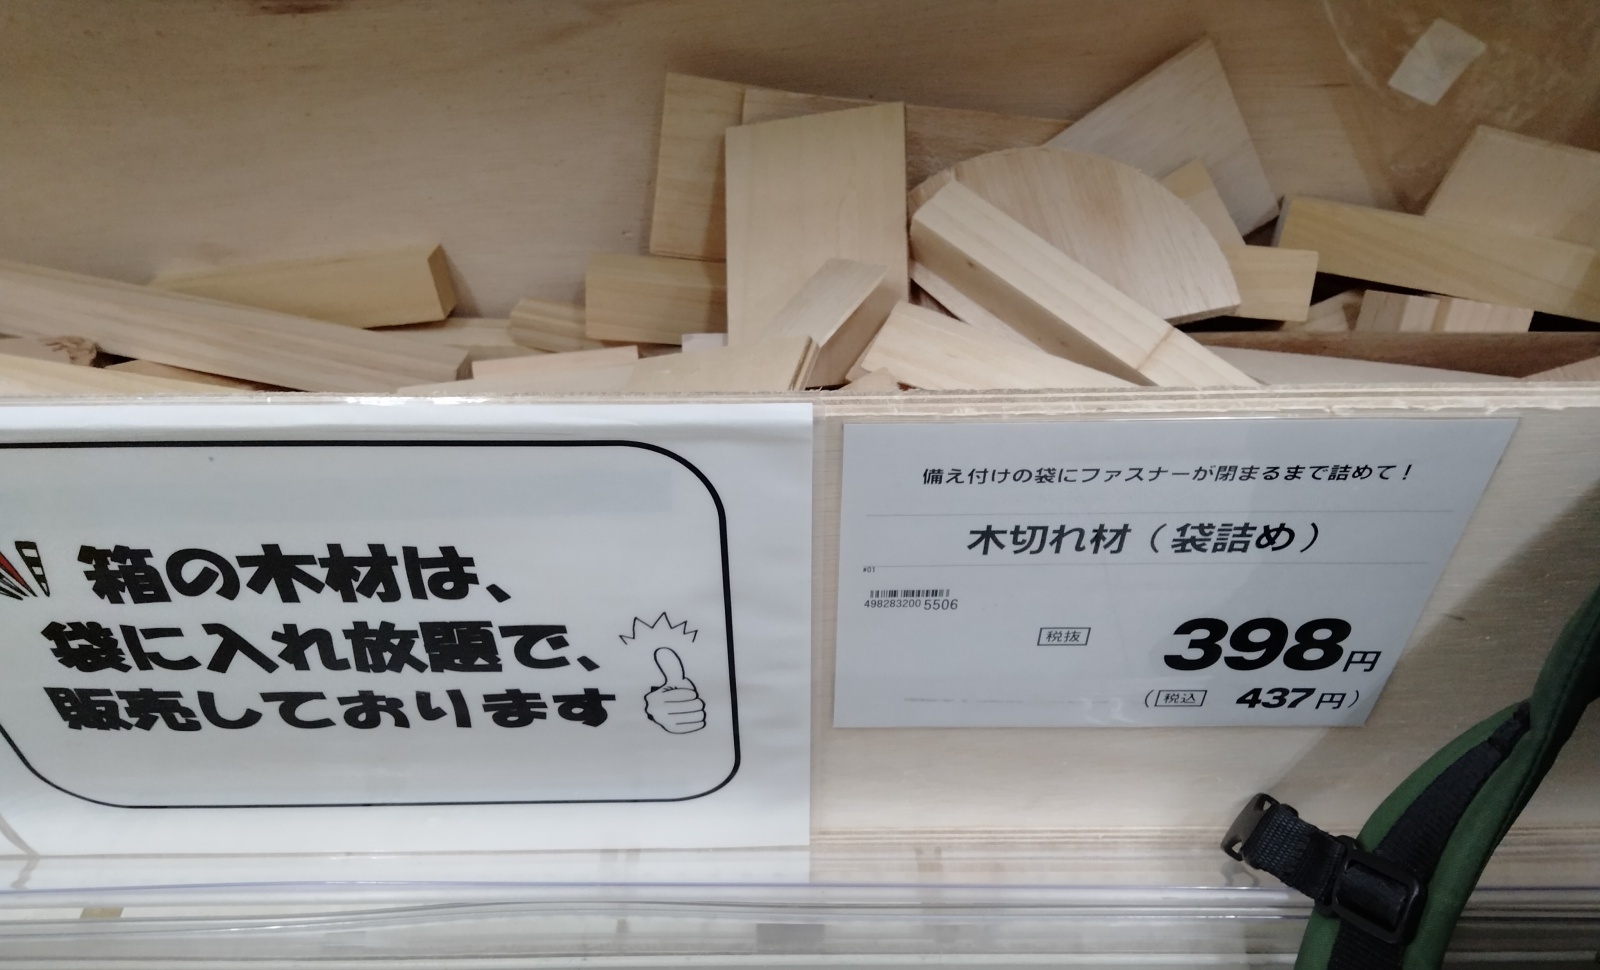 箱の木材は、
袋に入れ放題で、
販売しております
備え付けの袋にファスナーが閉まるまで詰めて!
木切れ材(袋詰め)
#01
498283200 5506
税抜 398円
(税込 437円)